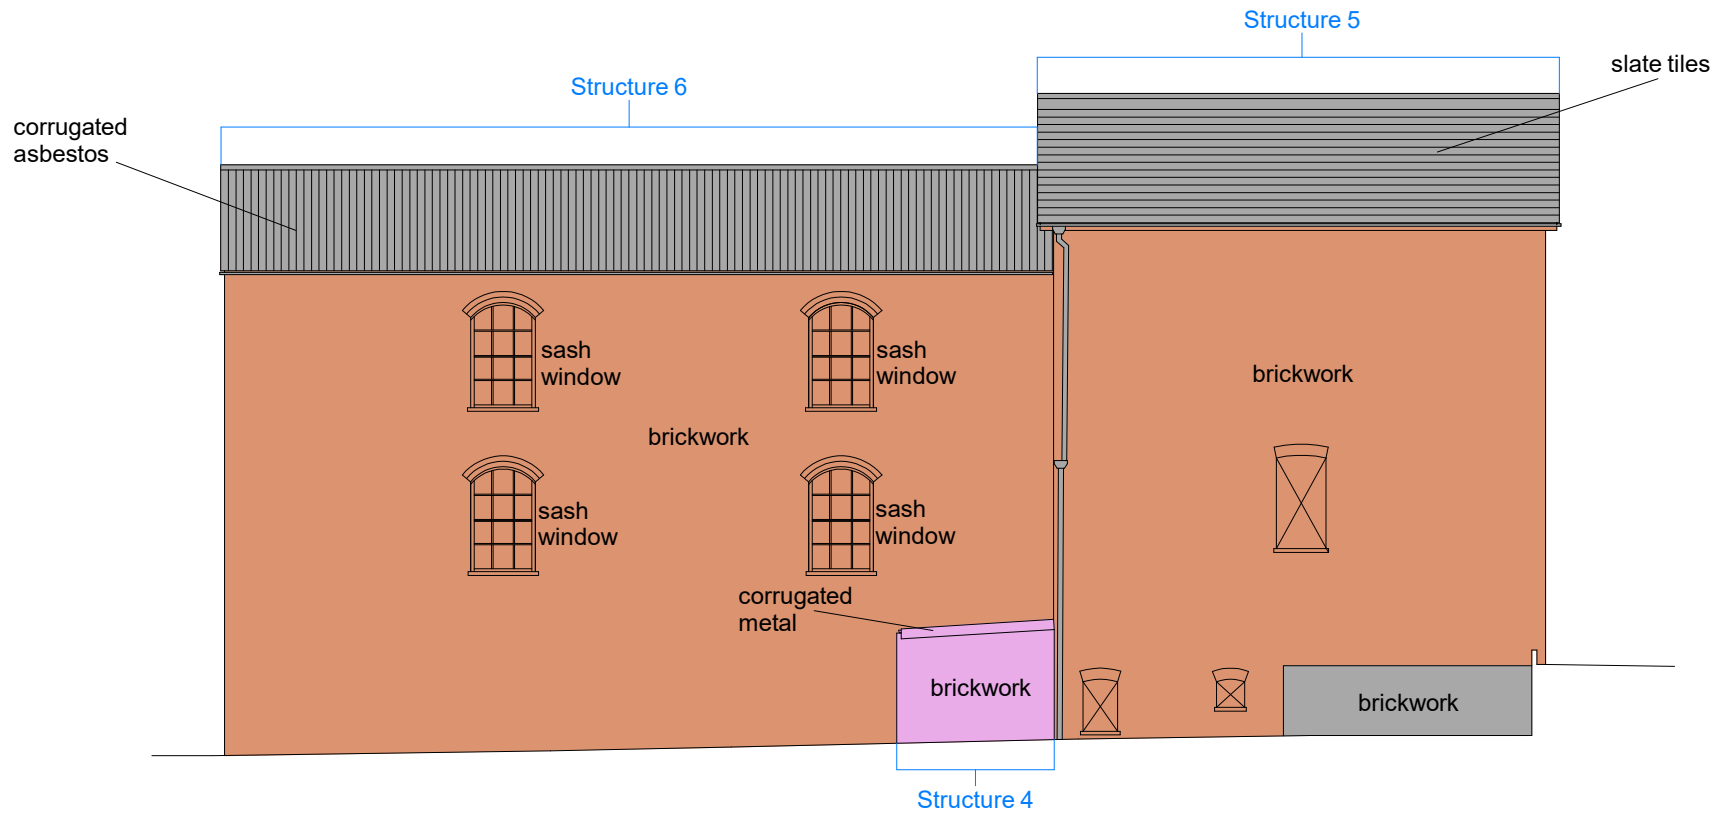 Structure 5
slate tiles
Structure 6
corrugated
asbestos
sash
window
sash
window
brickwork
brickwork
sash
window
sash
window
corrugated
metal
brickwork
brickwork
Structure 4